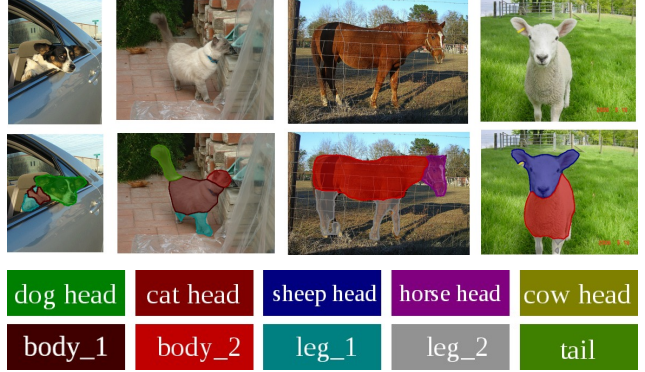 dog head
cat head
sheep head
horse head
cow head
body_1
body_2
leg_1
leg_2
tail